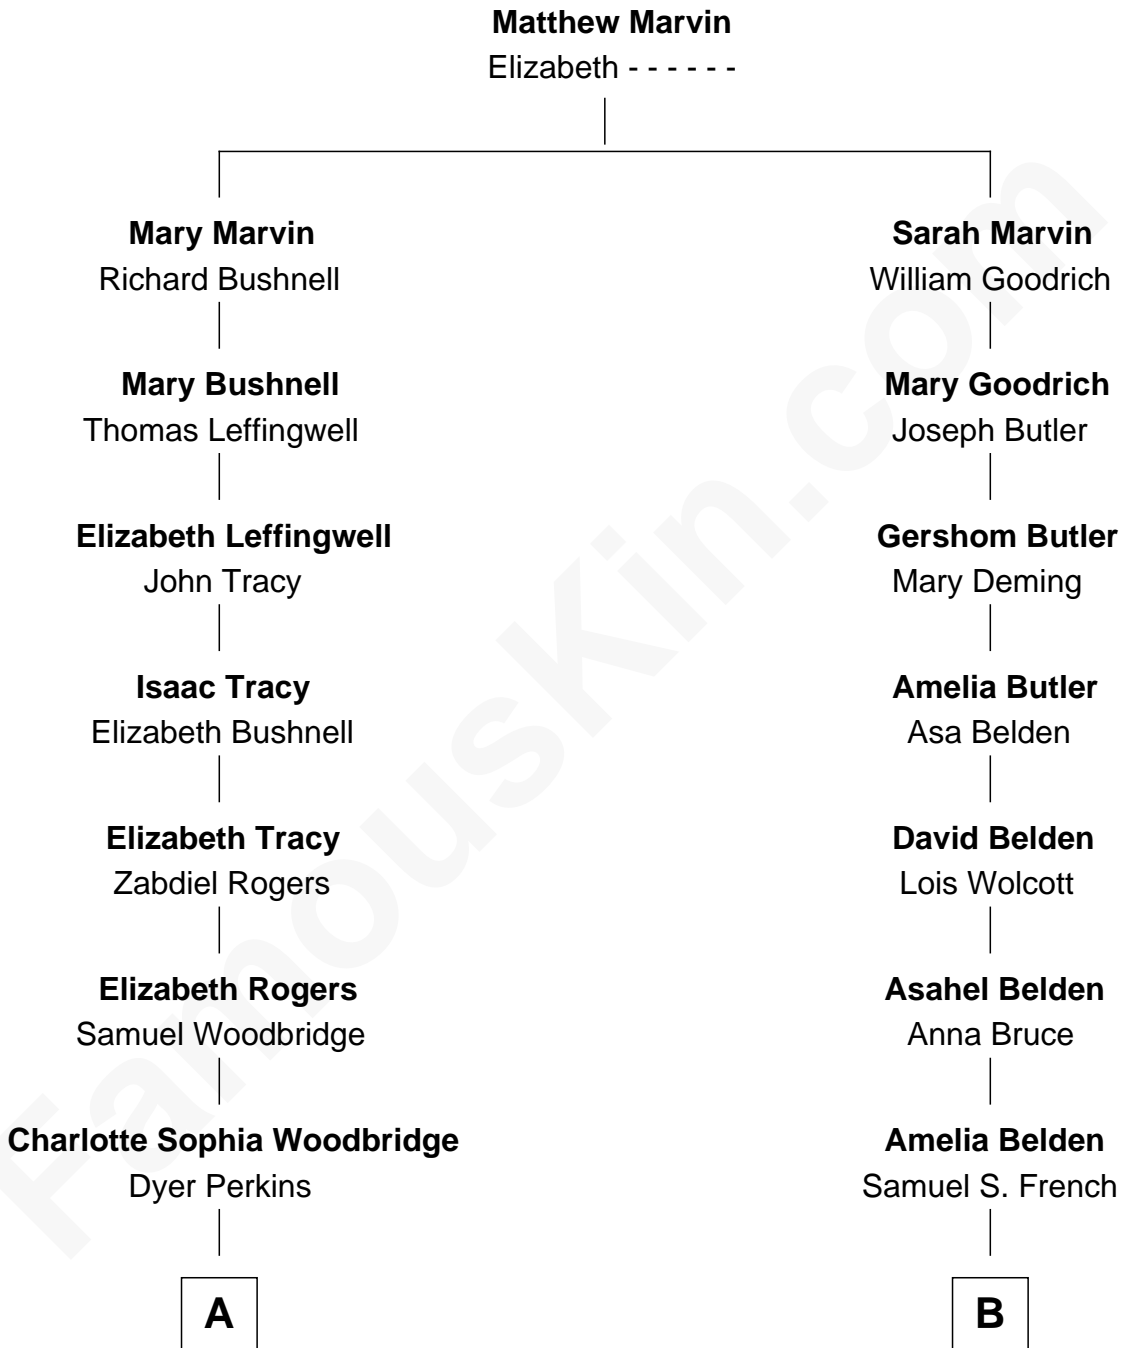 Matthew Marvin
Elizabeth - - - - - -
Mary Marvin
Richard Bushnell
Sarah Marvin
William Goodrich
Mary Bushnell
Thomas Leffingwell
Mary Goodrich
Joseph Butler
Elizabeth Leffingwell
John Tracy
Gershom Butler
Mary Deming
Isaac Tracy
Elizabeth Bushnell
Amelia Butler
Asa Belden
Elizabeth Tracy
Zabdiel Rogers
David Belden
Lois Wolcott
Elizabeth Rogers
Samuel Woodbridge
Asahel Belden
Anna Bruce
Charlotte Sophia Woodbridge
Dyer Perkins
Amelia Belden
Samuel S. French
A
B
FamousKin.com